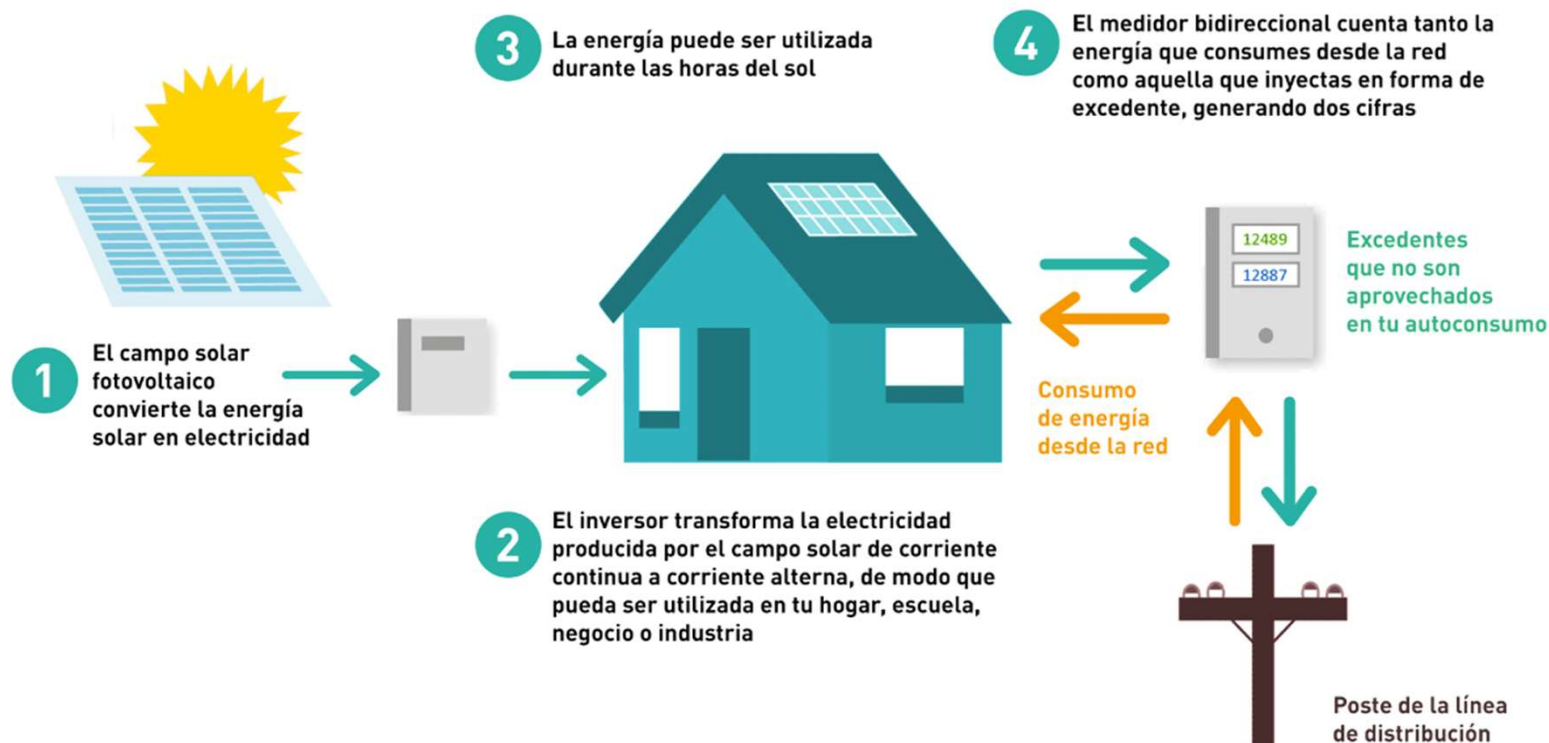 3
La energía puede ser utilizada
durante las horas del sol
4
El medidor bidireccional cuenta tanto la
energía que consumes desde la red
como aquella que inyectas en forma de
excedente, generando dos cifras
12489
12887
Excedentes
que no son
aprovechados
en tu autoconsumo
1
El campo solar
fotovoltaico
convierte la energía
solar en electricidad
Consumo
de energía
desde la red
2
El inversor transforma la electricidad
producida por el campo solar de corriente
continua a corriente alterna, de modo que
pueda ser utilizada en tu hogar, escuela,
negocio o industria
Poste de la línea
de distribución